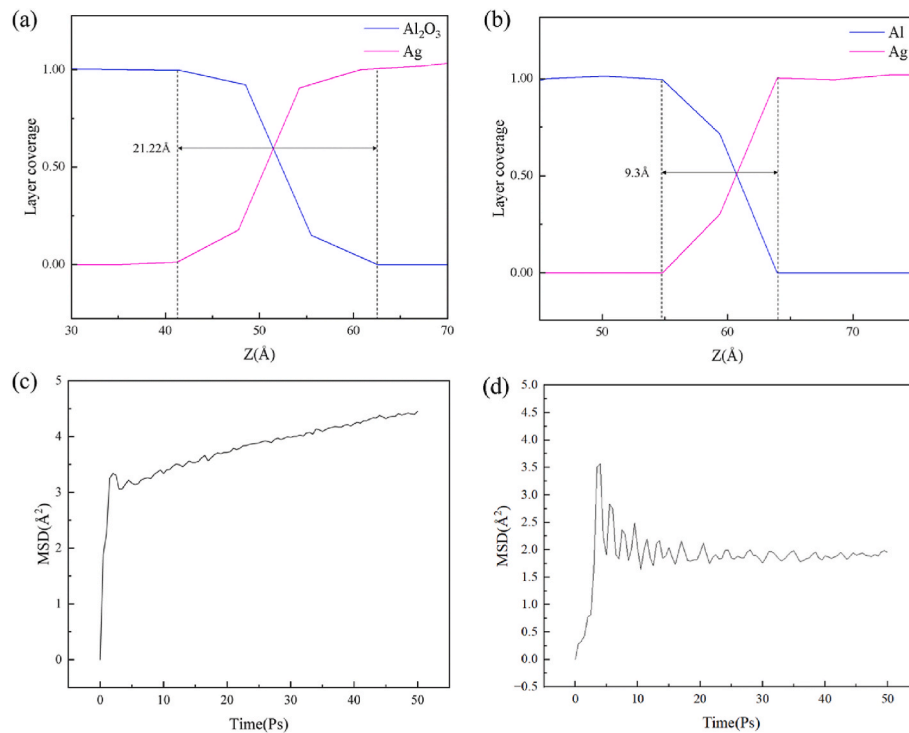 (a)
Al₂O₃
Ag
1.00
0.50
0.00
Layer coverage
21.22Å
30
40
50
60
70
Z(Å)
(b)
Al
Ag
1.00
0.50
0.00
Layer coverage
9.3Å
50
60
70
Z(Å)
(c)
5
4
3
2
1
0
MSD(Å²)
0
10
20
30
40
50
Time(Ps)
(d)
5.0
4.5
4.0
3.5
3.0
2.5
2.0
1.5
1.0
0.5
0.0
−0.5
MSD(Å²)
0
10
20
30
40
50
Time(Ps)